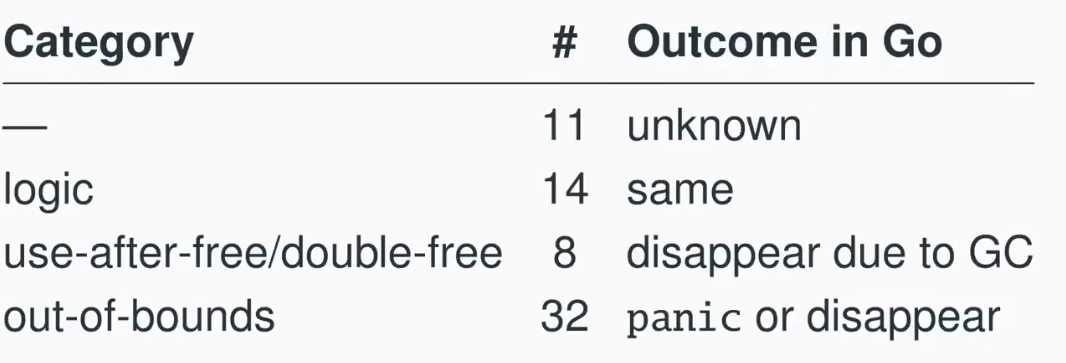 Category # Outcome in Go
— 11 unknown
logic 14 same
use-after-free/double-free 8 disappear due to GC
out-of-bounds 32 panic or disappear